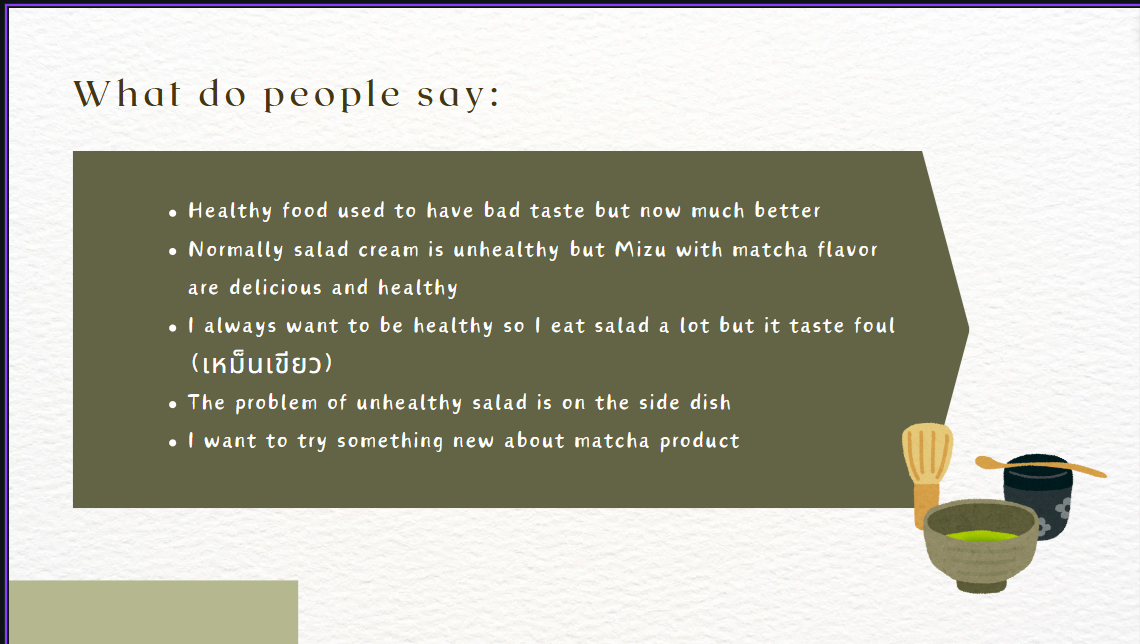 What do people say:
• Healthy food used to have bad taste but now much better
• Normally salad cream is unhealthy but Mizu with matcha flavor
are delicious and healthy
• I always want to be healthy so I eat salad a lot but it taste foul
(เหม็นเขียว)
• The problem of unhealthy salad is on the side dish
• I want to try something new about matcha product